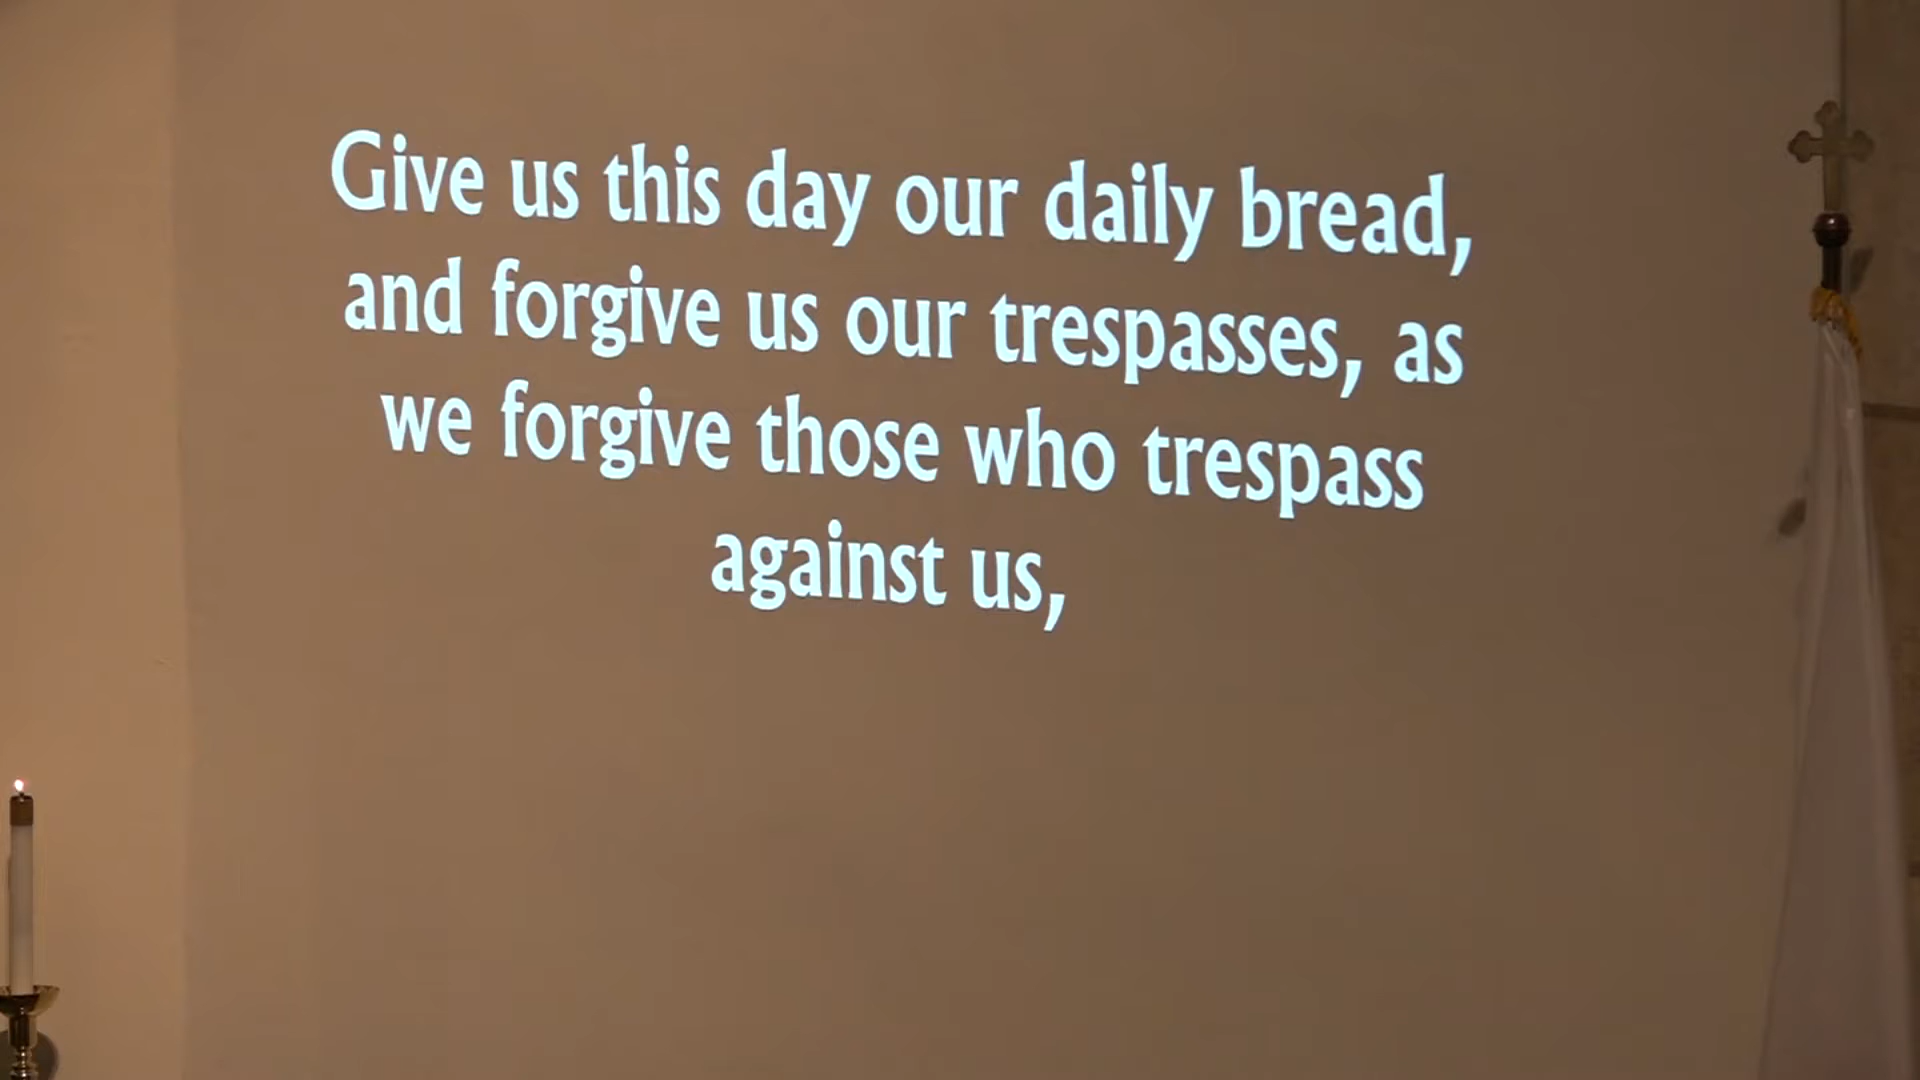 Give us this day our daily bread,
and forgive us our trespasses, as
we forgive those who trespass
against us,